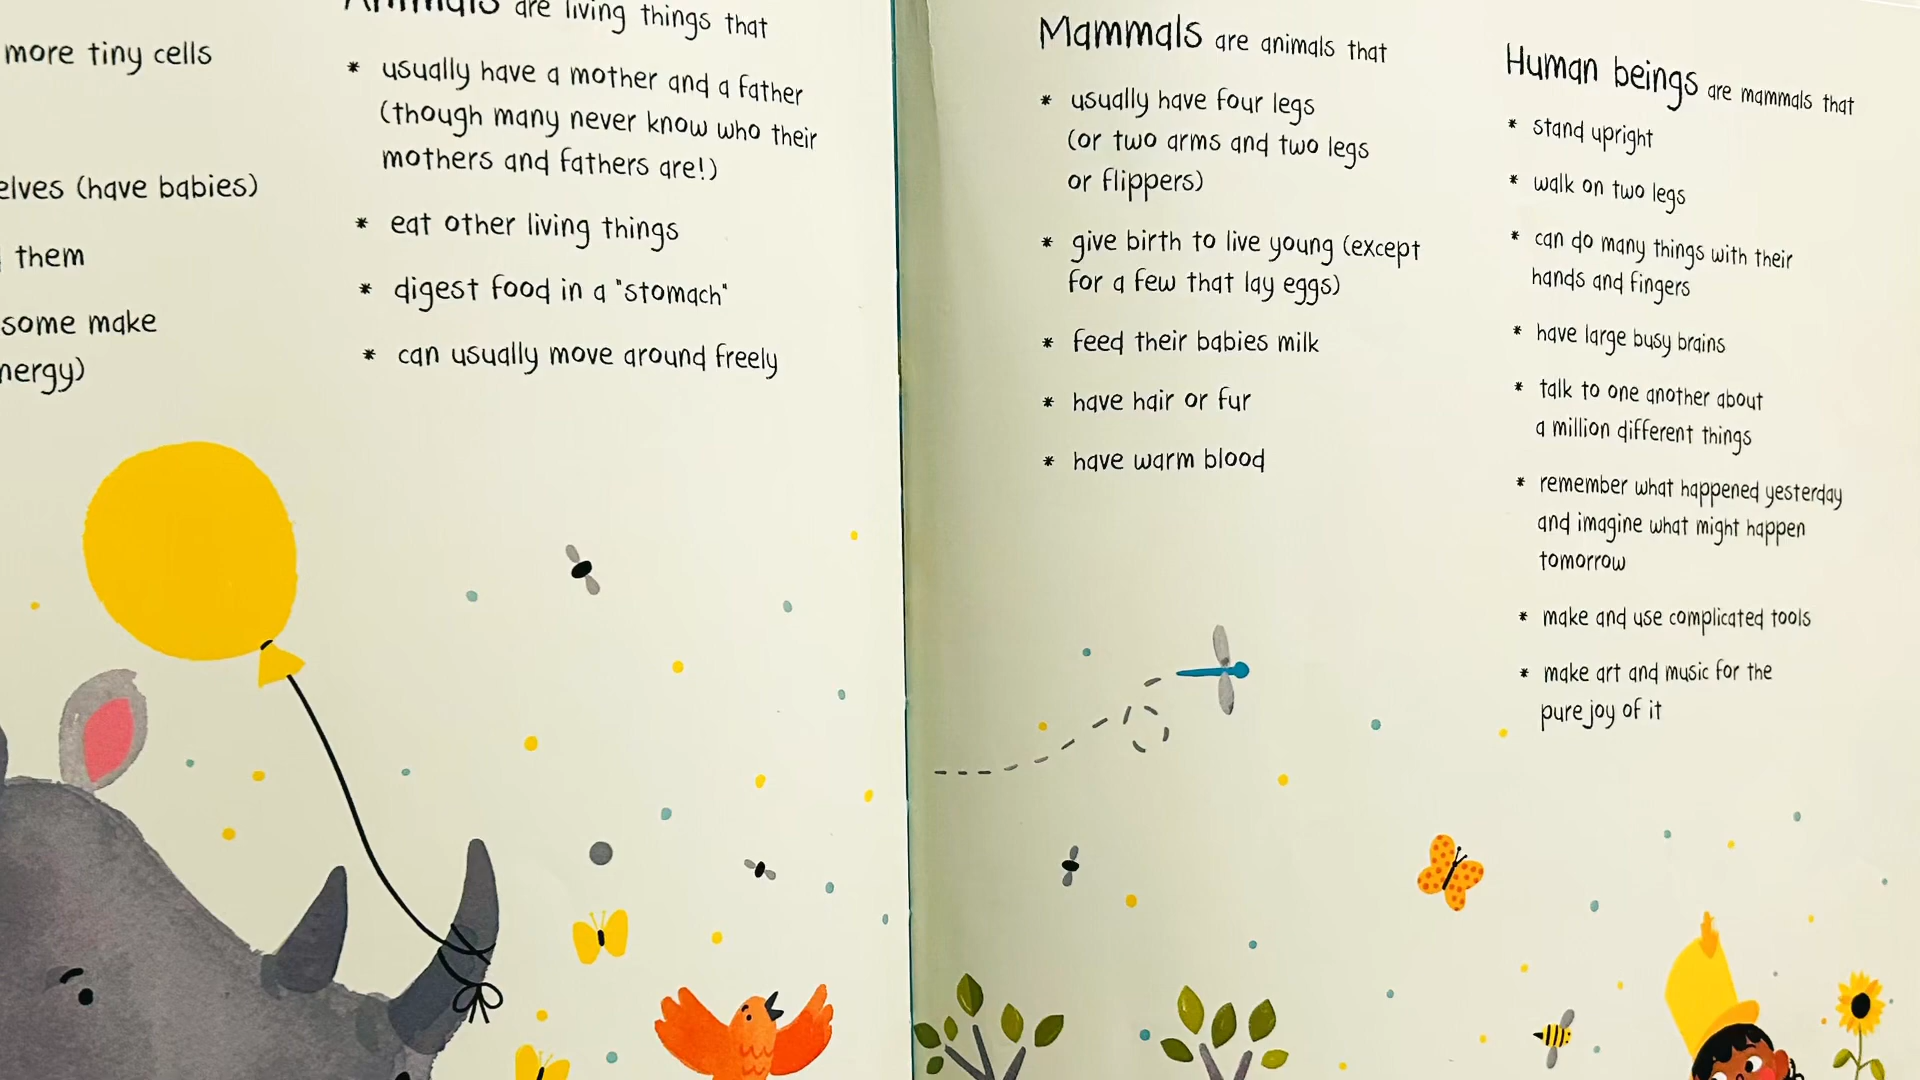 more tiny cells
elves (have babies)
them
some make
nergy)
Animals are living things that
* usually have a mother and a father
(though many never know who their
mothers and fathers are!)
* eat other living things
* digest food in a "stomach"
* can usually move around freely
Mammals are animals that
* usually have four legs
(or two arms and two legs
or flippers)
* give birth to live young (except
for a few that lay eggs)
* feed their babies milk
* have hair or fur
* have warm blood
Human beings are mammals that
* stand upright
* walk on two legs
* can do many things with their
hands and fingers
* have large busy brains
* talk to one another about
a million different things
* remember what happened yesterday
and imagine what might happen
tomorrow
* make and use complicated tools
* make art and music for the
pure joy of it